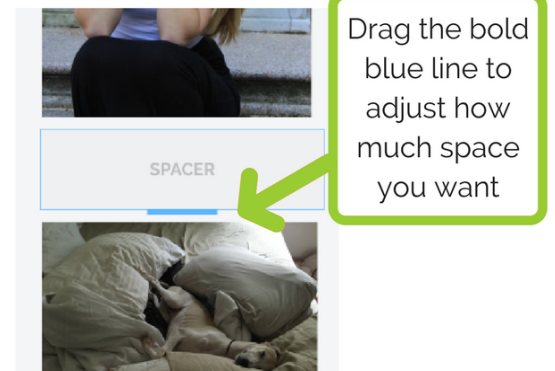 Drag the bold
blue line to
adjust how
much space
you want
SPACER